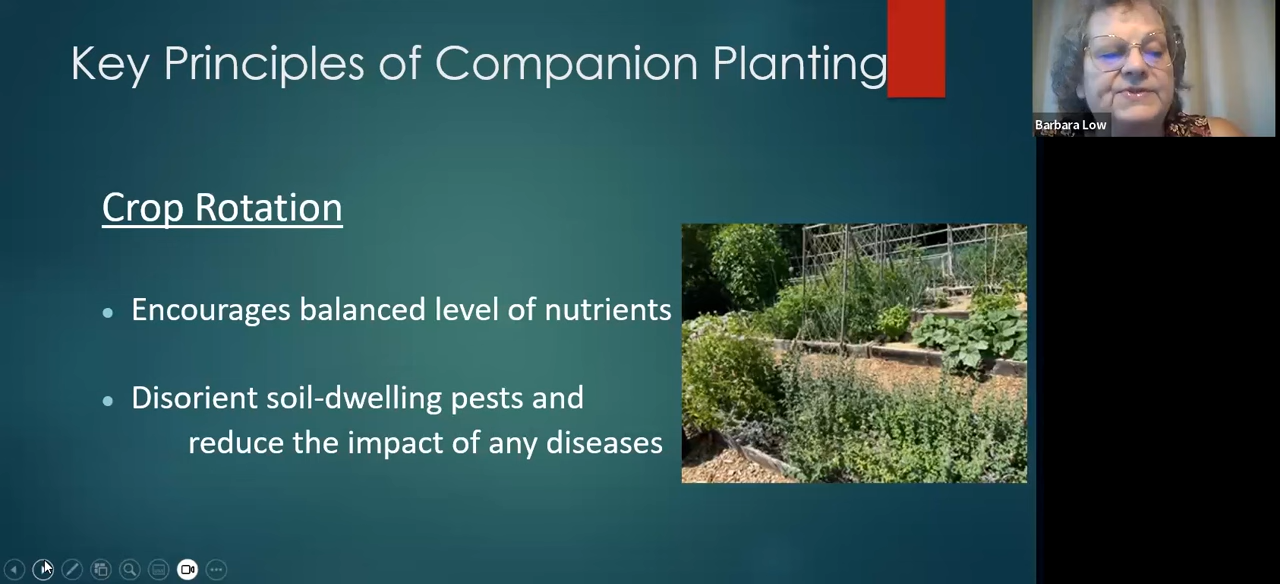 Key Principles of Companion Planting
Barbara Low
Crop Rotation
Encourages balanced level of nutrients
Disorient soil-dwelling pests and
reduce the impact of any diseases